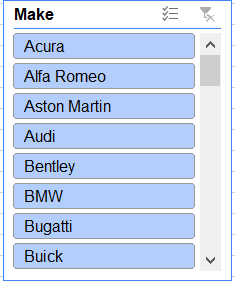 Make
Acura
Alfa Romeo
Aston Martin
Audi
Bentley
BMW
Bugatti
Buick